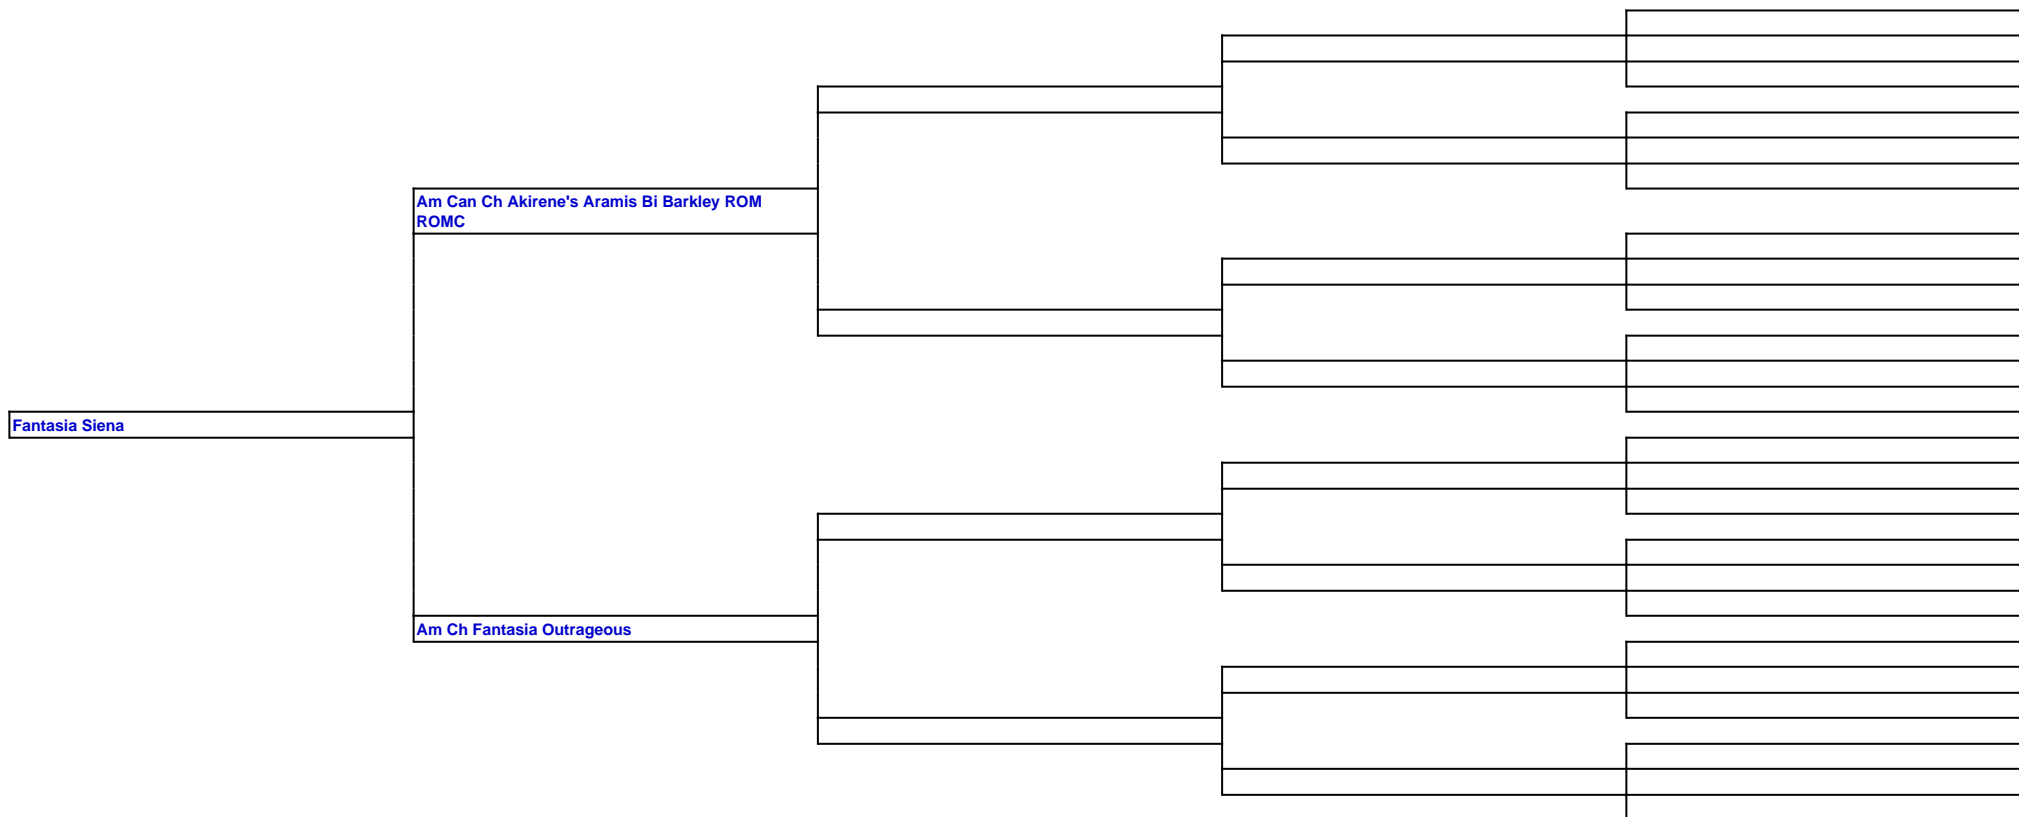 Am Can Ch Akirene's Aramis Bi Barkley ROM
ROMC
Fantasia Siena
Am Ch Fantasia Outrageous